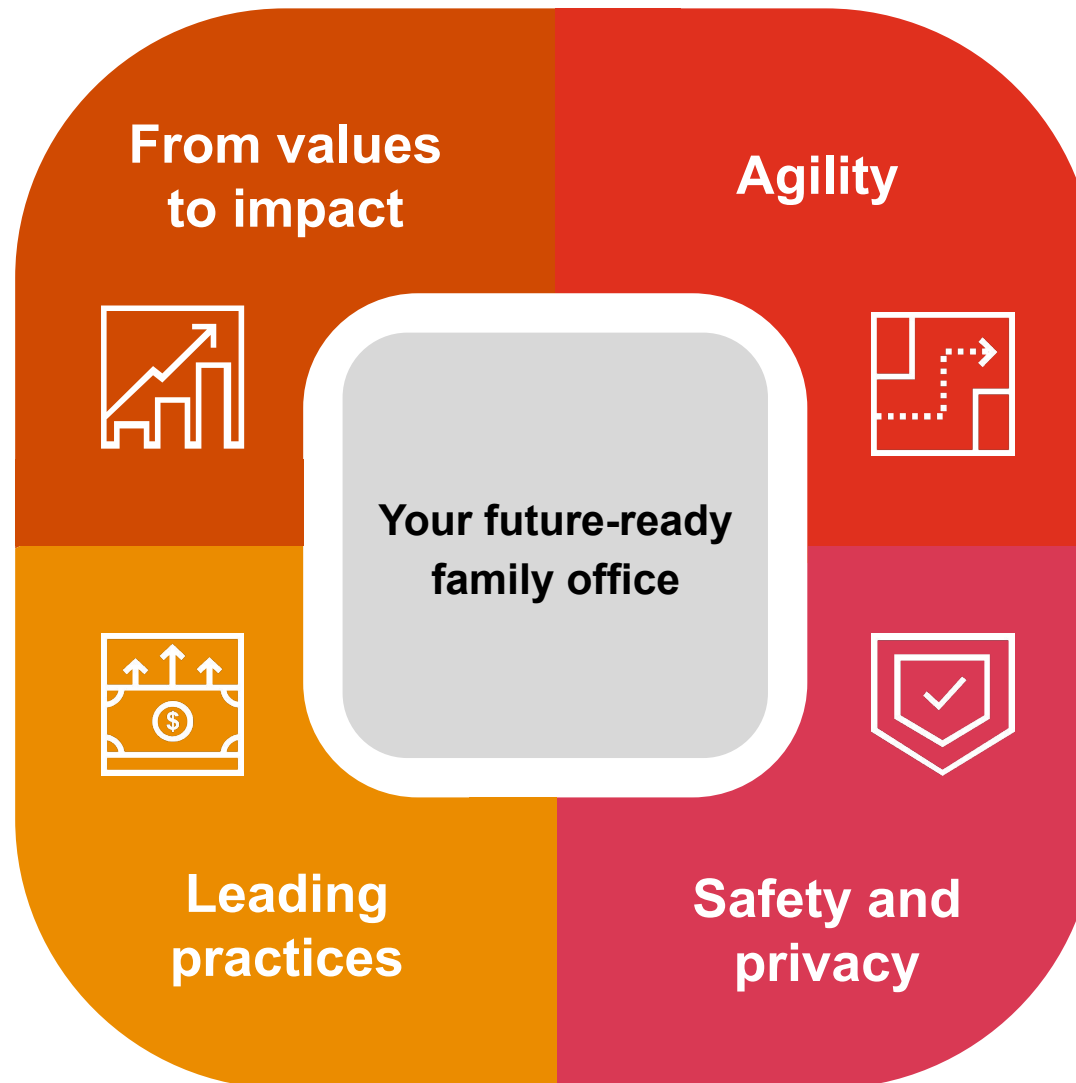 From values
to impact
Agility
Your future-ready
family office
$
Leading
practices
Safety and
privacy